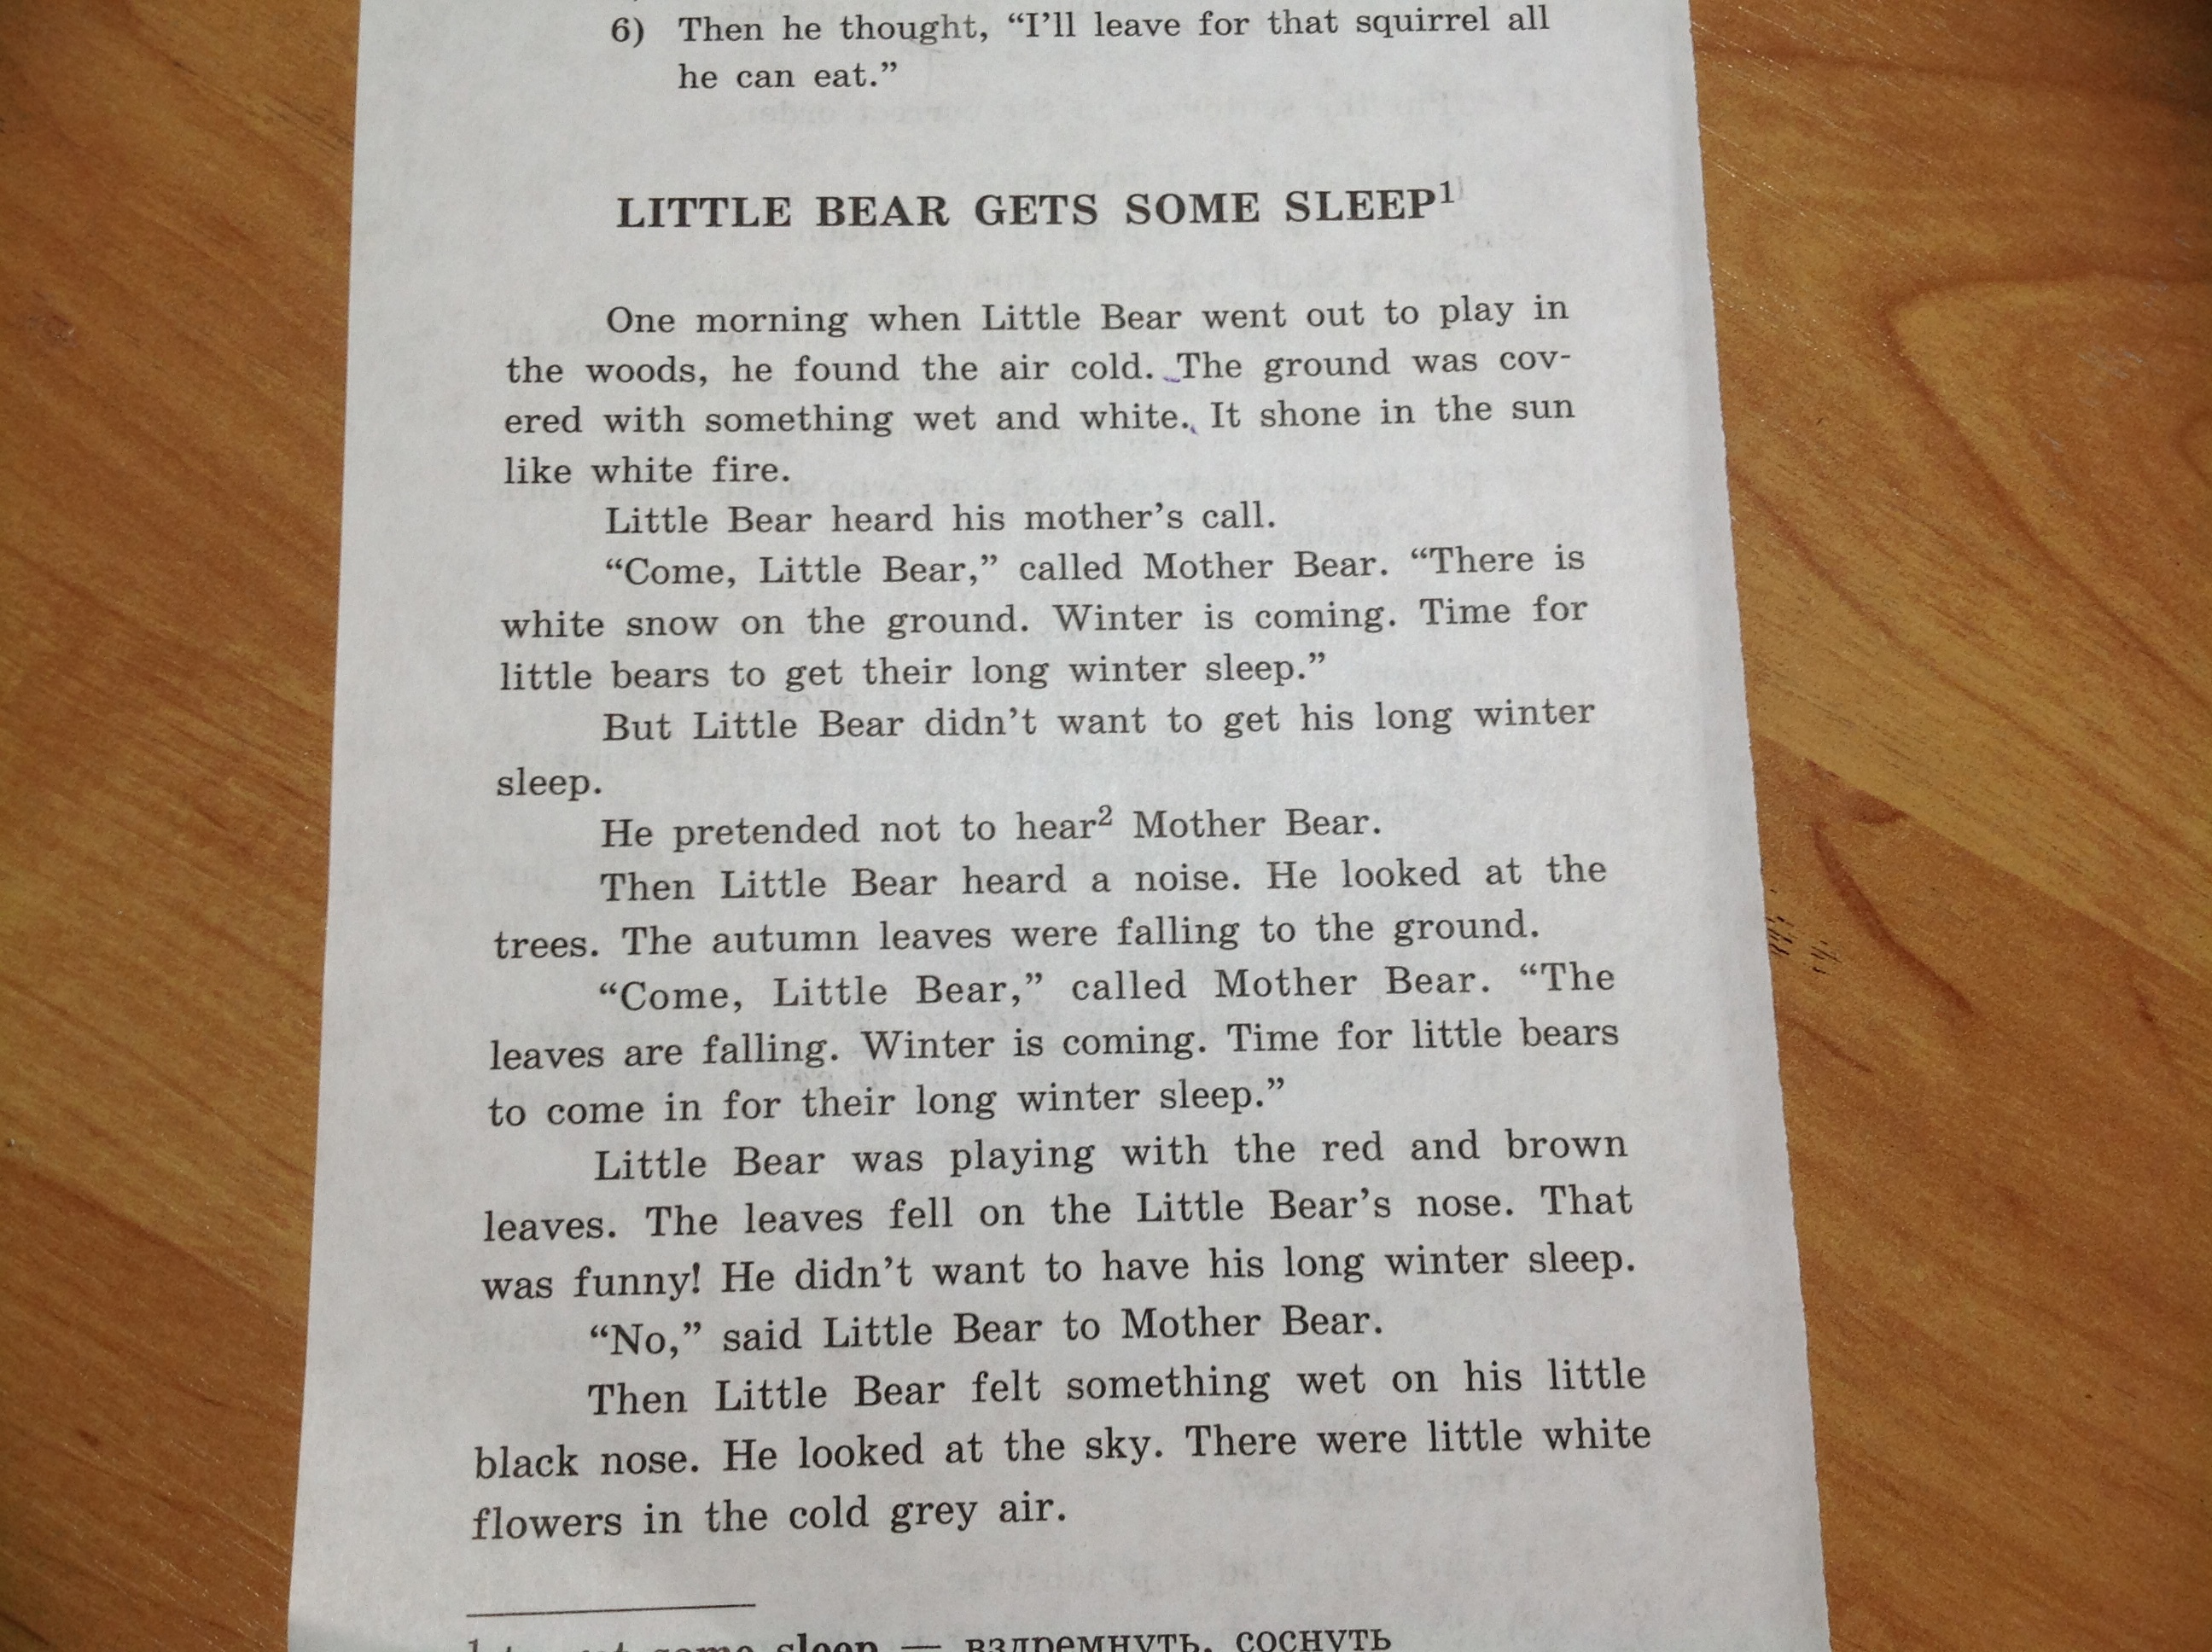 6) Then he thought, “I’ll leave for that squirrel all
he can eat.”
LITTLE BEAR GETS SOME SLEEP¹
One morning when Little Bear went out to play in
the woods, he found the air cold. The ground was cov-
ered with something wet and white. It shone in the sun
like white fire.
Little Bear heard his mother’s call.
“Come, Little Bear,” called Mother Bear. “There is
white snow on the ground. Winter is coming. Time for
little bears to get their long winter sleep.”
But Little Bear didn’t want to get his long winter
sleep.
He pretended not to hear² Mother Bear.
Then Little Bear heard a noise. He looked at the
trees. The autumn leaves were falling to the ground.
“Come, Little Bear,” called Mother Bear. “The
leaves are falling. Winter is coming. Time for little bears
to come in for their long winter sleep.”
Little Bear was playing with the red and brown
leaves. The leaves fell on the Little Bear’s nose. That
was funny! He didn’t want to have his long winter sleep.
“No,” said Little Bear to Mother Bear.
Then Little Bear felt something wet on his little
black nose. He looked at the sky. There were little white
flowers in the cold grey air.
some sleep — вздремнуть, соснуть